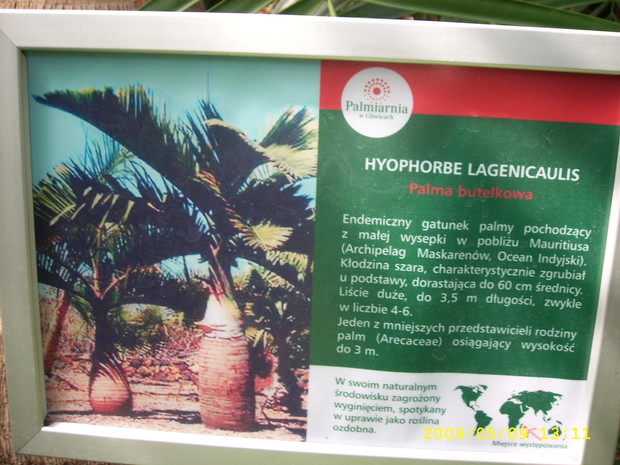 Palmiarnia
w Gliwicach
HYOPHORBE LAGENICAULIS
Palma butelkowa
Endemiczny gatunek palmy pochodzący
z małej wysepki w pobliżu Mauritiusa
(Archipelag Maskarenów, Ocean Indyjski).
Kłodzina szara, charakterystycznie zgrubiał
u podstawy, dorastająca do 60 cm średnicy.
Liście duże, do 3,5 m długości, zwykle
w liczbie 4-6.
Jeden z mniejszych przedstawicieli rodziny
palm (Arecaceae) osiągający wysokość
do 3 m.
W swoim naturalnym
środowisku zagrożony
wyginięciem, spotykany
w uprawie jako roślina
ozdobna.
2009/05/09 13:11
Miejsce występowania